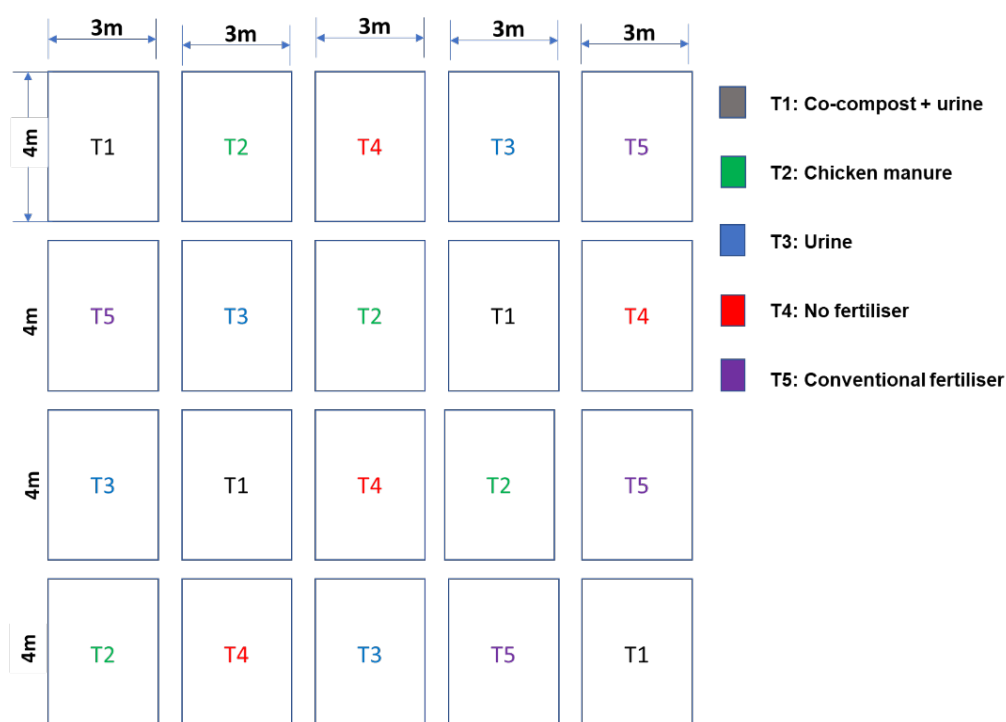 3m 3m 3m 3m 3m
4m T1 T2 T4 T3 T5
4m T5 T3 T2 T1 T4
4m T3 T1 T4 T2 T5
4m T2 T4 T3 T5 T1
T1: Co-compost + urine
T2: Chicken manure
T3: Urine
T4: No fertiliser
T5: Conventional fertiliser